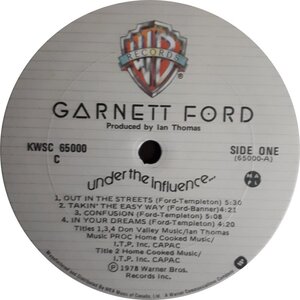 WB
RECORDS
GARNETT FORD
Produced by Ian Thomas
KWSC 65000
C
SIDE ONE
(65000-A)
under the influence...
MAPL
1. OUT IN THE STREETS (Ford-Templeton) 5:30
2. TAKIN' THE EASY WAY (Ford-Banner) 4:20
3. CONFUSION (Ford-Templeton) 5:08
4. IN YOUR DREAMS (Ford-Templeton) 5:10
Titles 1,3,4 Don Valley Music/Ian Thomas
Music PROC Home Cooked Music/
I.T.P. Inc. CAPAC
Title 2 Home Cooked Music/
I.T.P. Inc. CAPAC
℗ 1978 Warner Bros.
Records Inc.